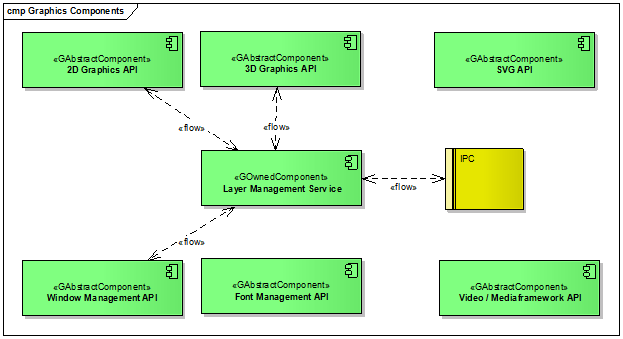 cmp Graphics Components
«GAbstractComponent»
2D Graphics API
«GAbstractComponent»
3D Graphics API
«GAbstractComponent»
SVG API
«flow»
«flow»
«GOwnedComponent»
Layer Management Service
«flow»
IPC
«flow»
«GAbstractComponent»
Window Management API
«GAbstractComponent»
Font Management API
«GAbstractComponent»
Video / Mediaframework API